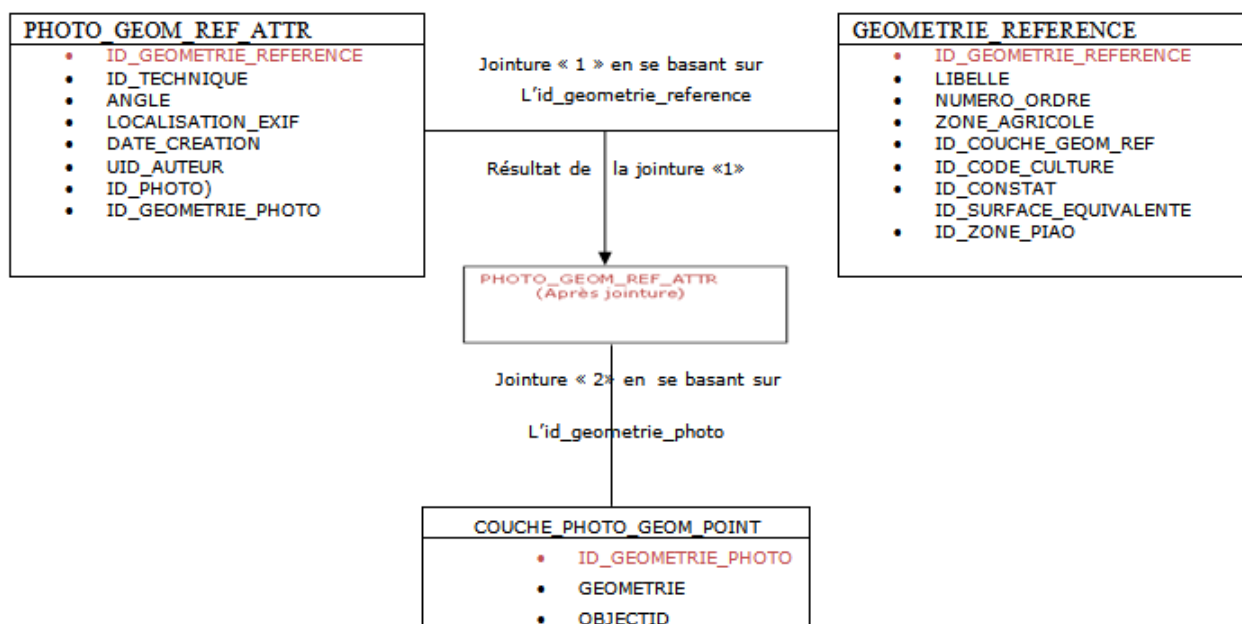 PHOTO_GEOM_REF_ATTR
• ID_GEOMETRIE_REFERENCE
• ID_TECHNIQUE
• ANGLE
• LOCALISATION_EXIF
• DATE_CREATION
• UID_AUTEUR
• ID_PHOTO)
• ID_GEOMETRIE_PHOTO
Jointure « 1 » en se basant sur
L'id_geometrie_reference
Résultat de la jointure «1»
GEOMETRIE_REFERENCE
• ID_GEOMETRIE_REFERENCE
• LIBELLE
• NUMERO_ORDRE
• ZONE_AGRICOLE
• ID_COUCHE_GEOM_REF
• ID_CODE_CULTURE
• ID_CONSTAT
ID_SURFACE_EQUIVALENTE
• ID_ZONE_PIAO
PHOTO_GEOM_REF_ATTR
(Après jointure)
Jointure « 2» en se basant sur
L'id_geometrie_photo
COUCHE_PHOTO_GEOM_POINT
• ID_GEOMETRIE_PHOTO
• GEOMETRIE
• OBJECTID